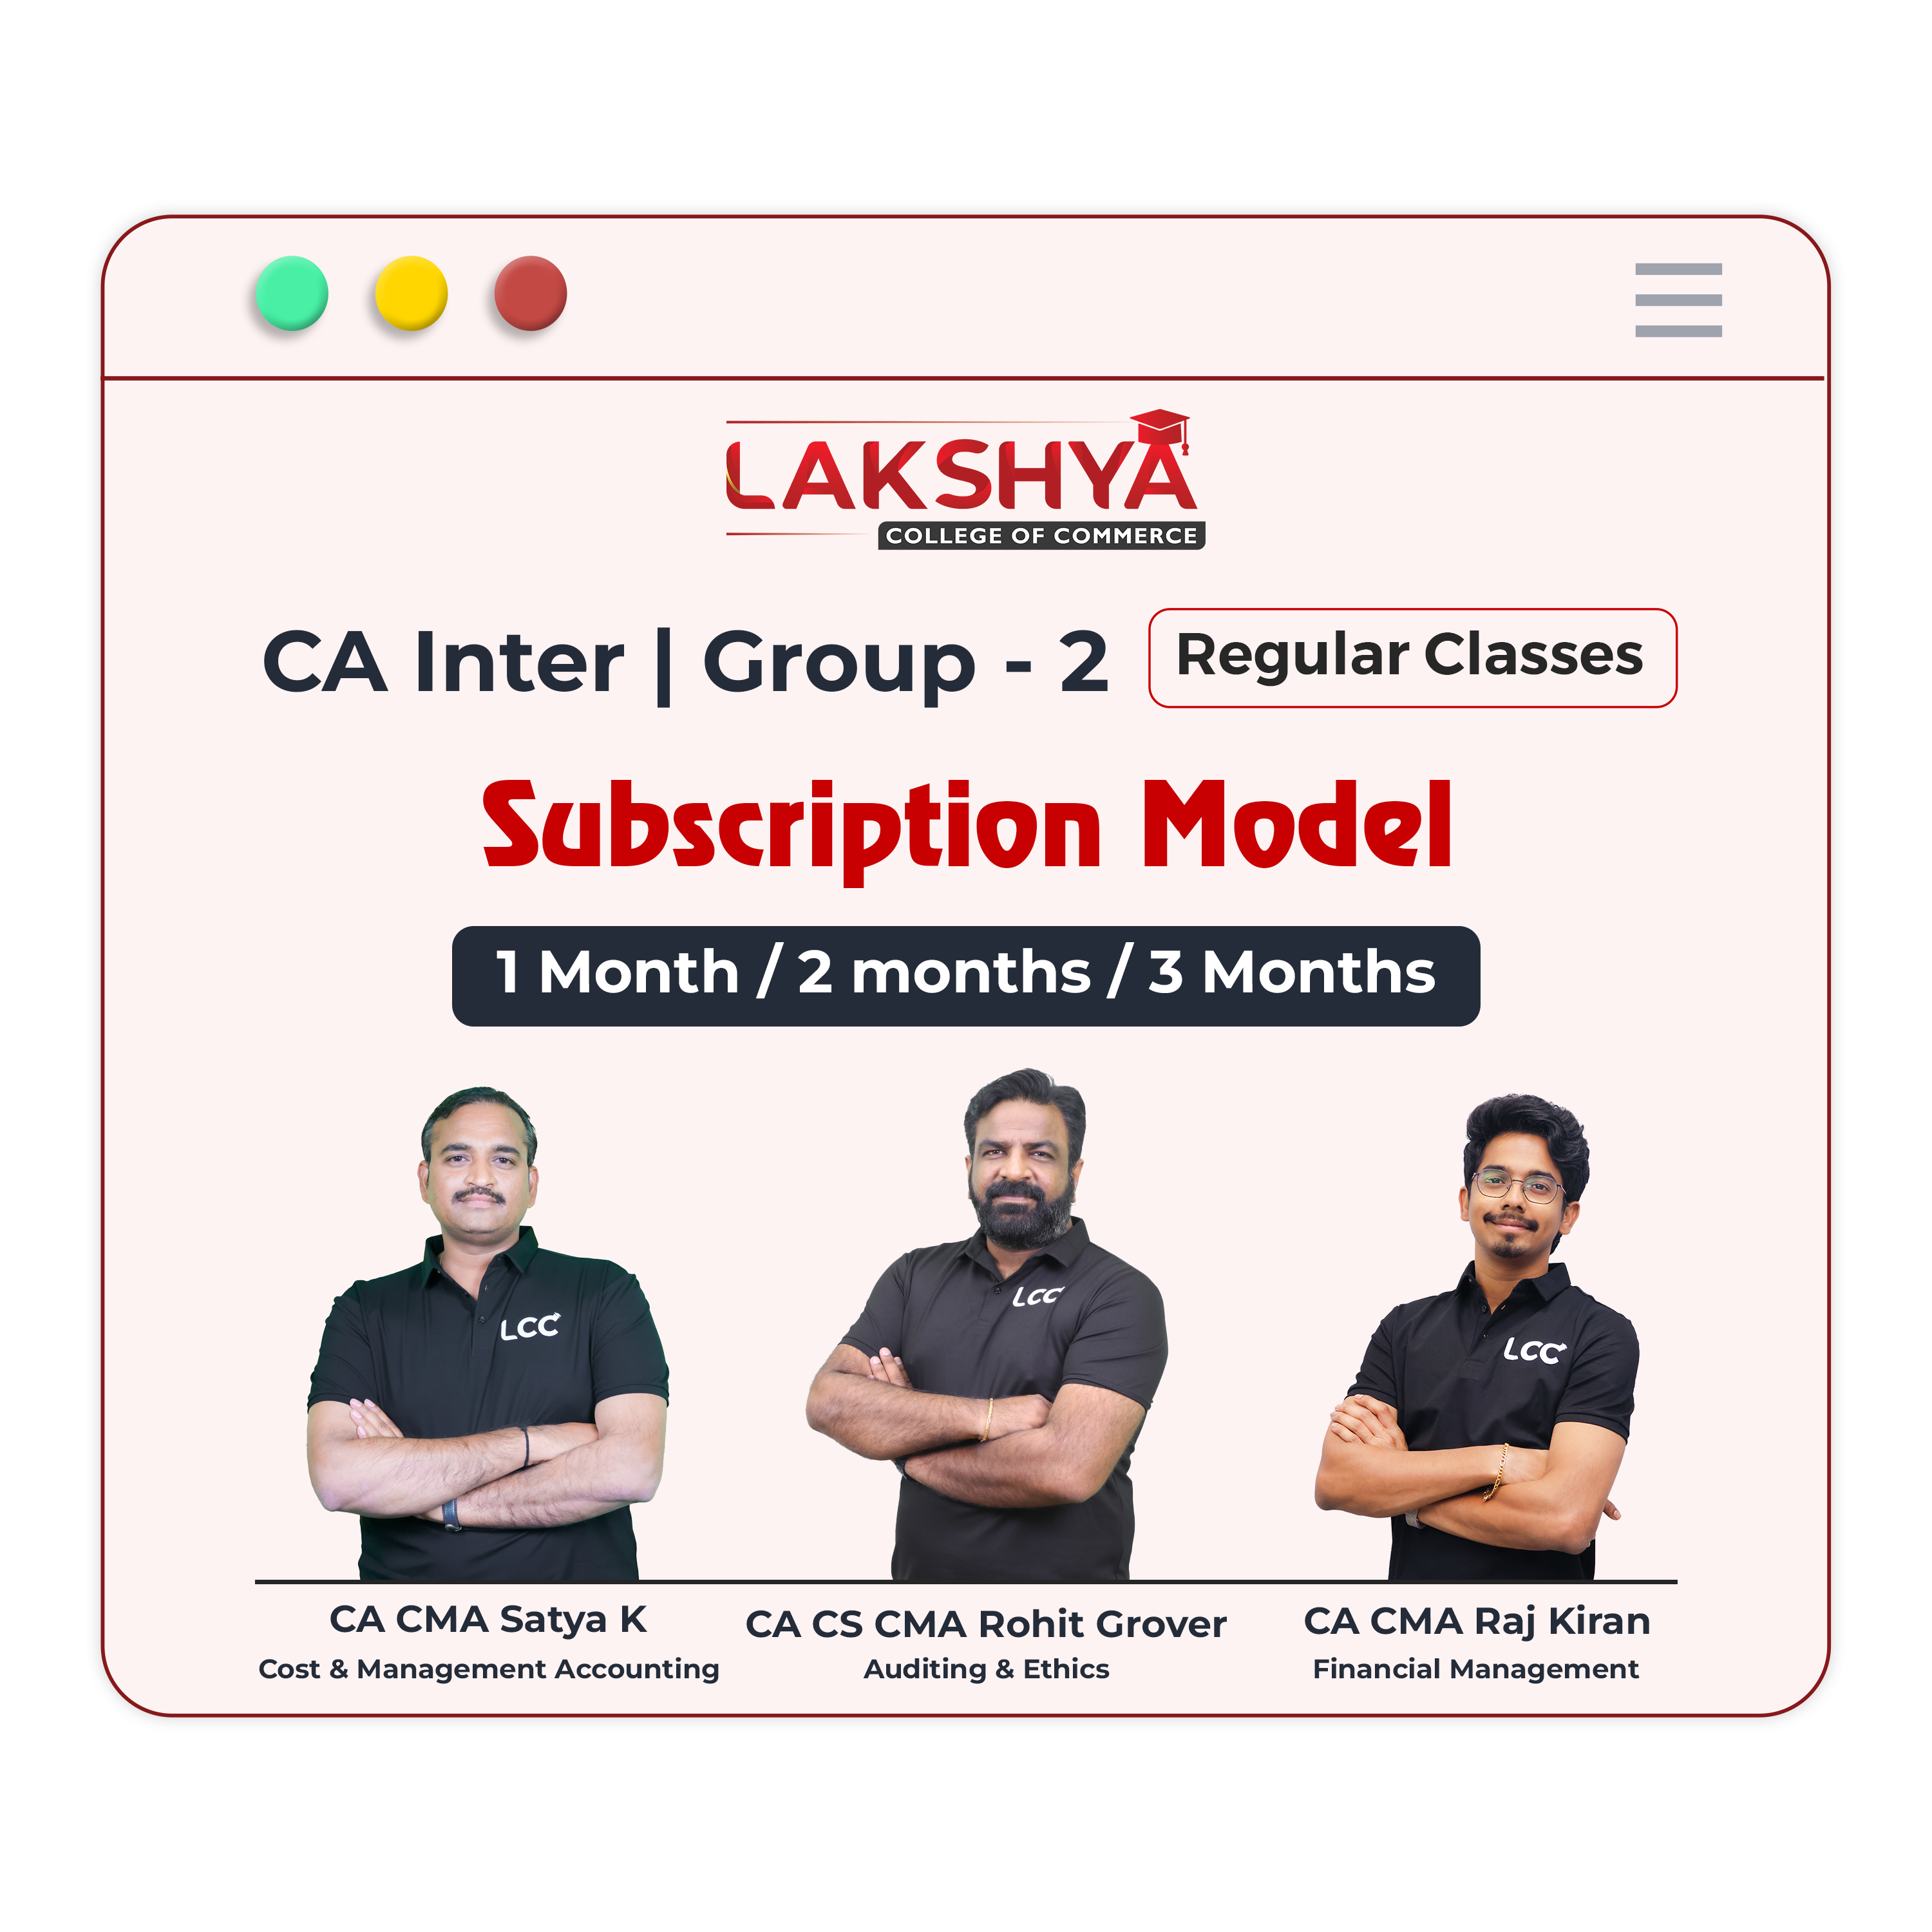 LAKSHYA
COLLEGE OF COMMERCE
CA Inter | Group - 2 Regular Classes
Subscription Model
1 Month / 2 months / 3 Months
LCC LCC LCC
CA CMA Satya K CA CS CMA Rohit Grover CA CMA Raj Kiran
Cost & Management Accounting Auditing & Ethics Financial Management